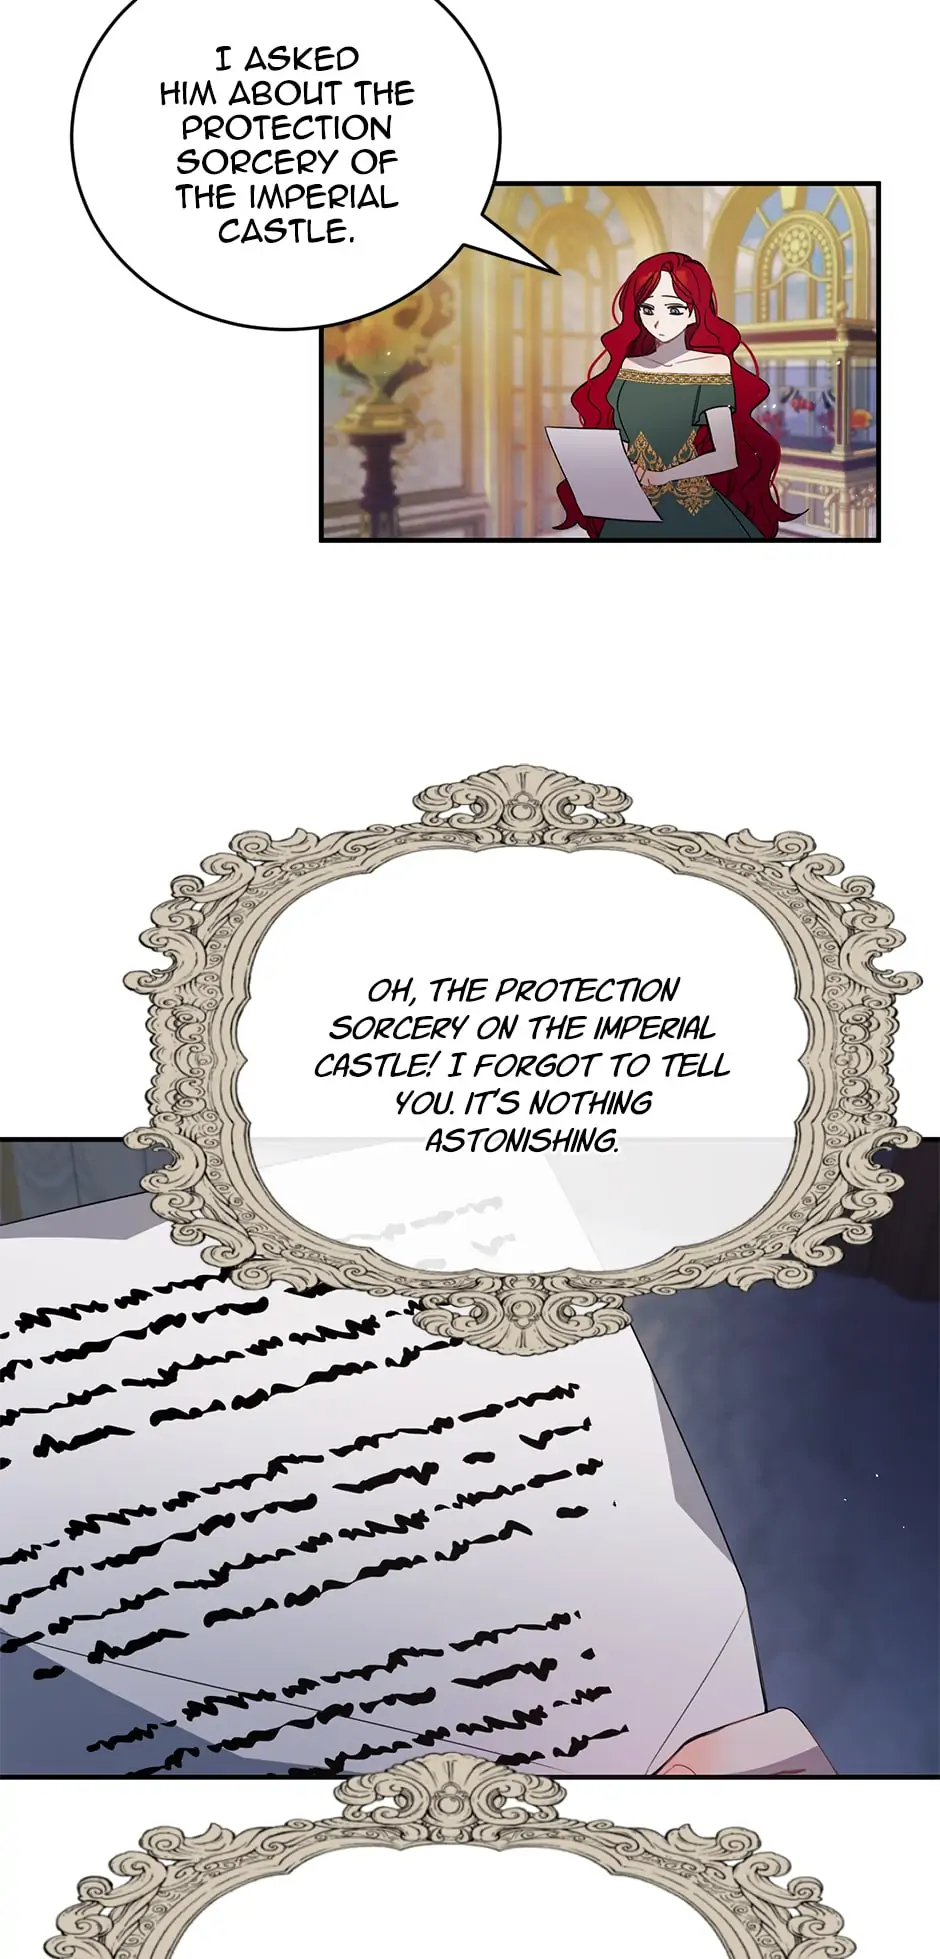 I ASKED
HIM ABOUT THE
PROTECTION
SORCERY OF
THE IMPERIAL
CASTLE.
OH, THE PROTECTION
SORCERY ON THE IMPERIAL
CASTLE! I FORGOT TO TELL
YOU. IT'S NOTHING
ASTONISHING.